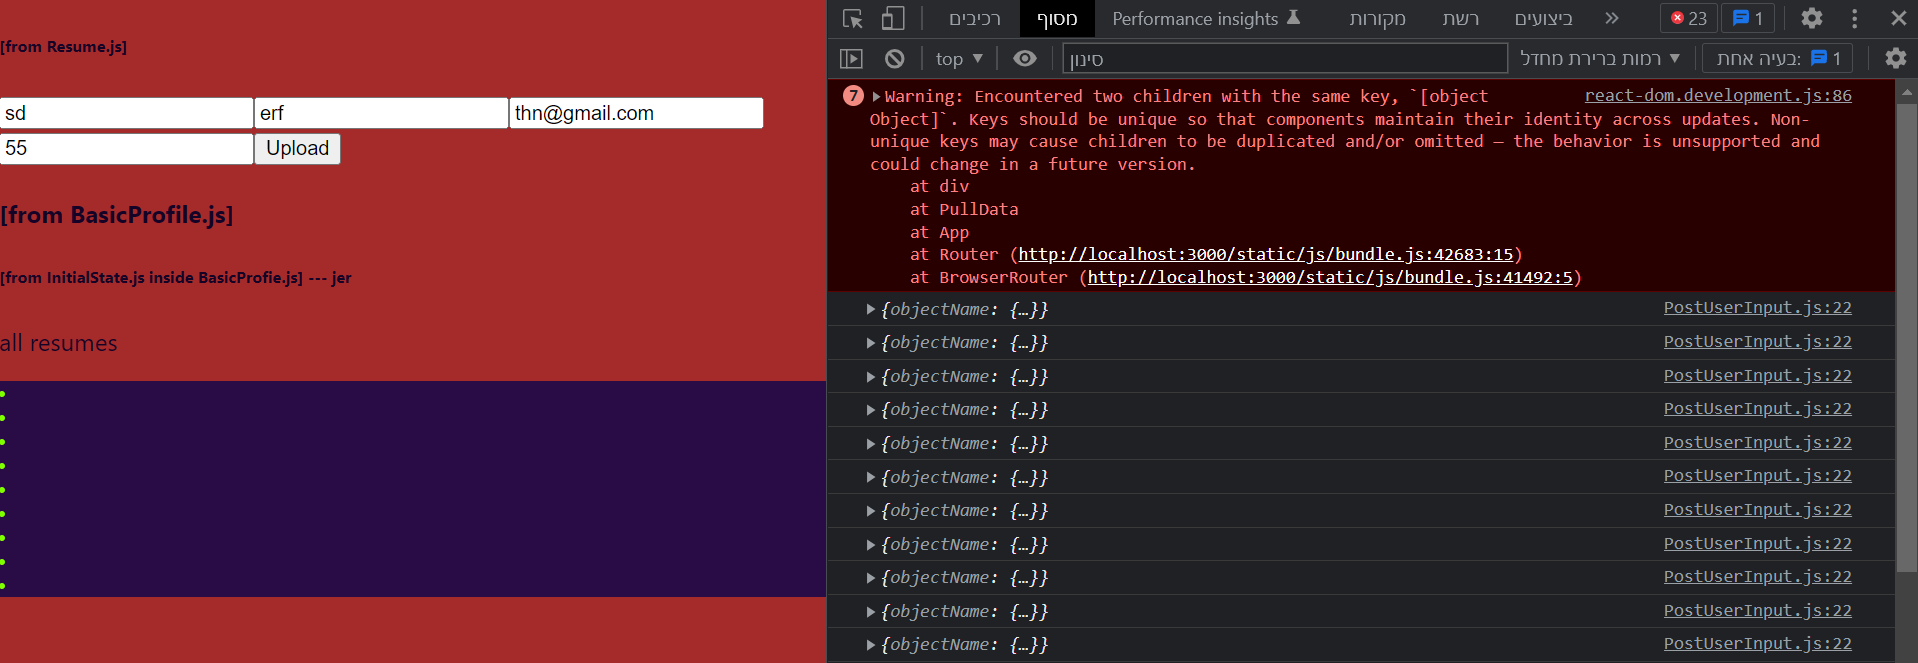 [from Resume.js]
sd
erf
thn@gmail.com
55
Upload
[from BasicProfile.js]
[from InitialState.js inside BasicProfie.js] --- jer
all resumes
רכיבים
מסוף
Performance insights
מקורות
רשת
ביצועים
»
23
1
top
סינון
רמות ברירת מחדל
בעיה אחת:
1
7
Warning: Encountered two children with the same key, `[object
react-dom.development.js:86
Object]`. Keys should be unique so that components maintain their identity across updates. Non-
unique keys may cause children to be duplicated and/or omitted — the behavior is unsupported and
could change in a future version.
at div
at PullData
at App
at Router (http://localhost:3000/static/js/bundle.js:42683:15)
at BrowserRouter (http://localhost:3000/static/js/bundle.js:41492:5)
{objectName: {…}} PostUserInput.js:22
{objectName: {…}} PostUserInput.js:22
{objectName: {…}} PostUserInput.js:22
{objectName: {…}} PostUserInput.js:22
{objectName: {…}} PostUserInput.js:22
{objectName: {…}} PostUserInput.js:22
{objectName: {…}} PostUserInput.js:22
{objectName: {…}} PostUserInput.js:22
{objectName: {…}} PostUserInput.js:22
{objectName: {…}} PostUserInput.js:22
{objectName: {…}} PostUserInput.js:22